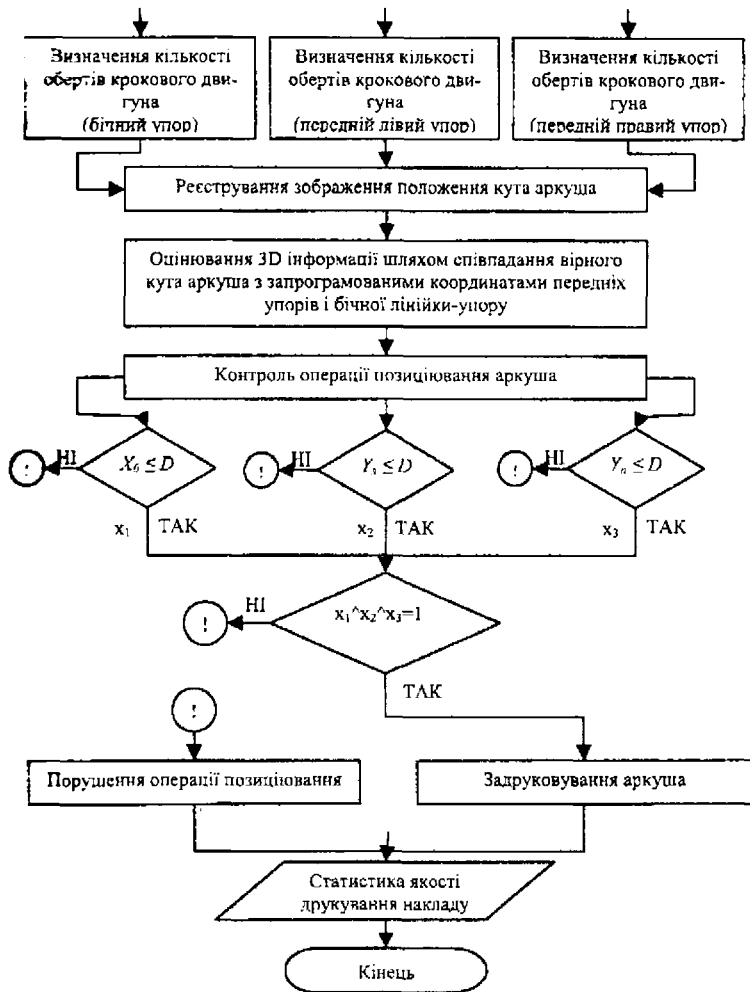 Визначення кількості
обертів крокового дви-
гуна
(бічний упор)
Визначення кількості
обертів крокового дви-
гуна
(передній лівий упор)
Визначення кількості
обертів крокового дви-
гуна
(передній правий упор)
Реєстрування зображення положення кута аркуша
Оцінювання 3D інформації шляхом співпадання вірного
кута аркуша з запрограмованими координатами передніх
упорів і бічної лінійки-упору
Контроль операції позиціювання аркуша
! НІ Xб ≤ D
! НІ Yл ≤ D
! НІ Yп ≤ D
x1 ТАК
x2 ТАК
x3 ТАК
! НІ x1^x2^x3=1
ТАК
!
Порушення операції позиціювання
Задруковування аркуша
Статистика якості
друкування накладу
Кінець